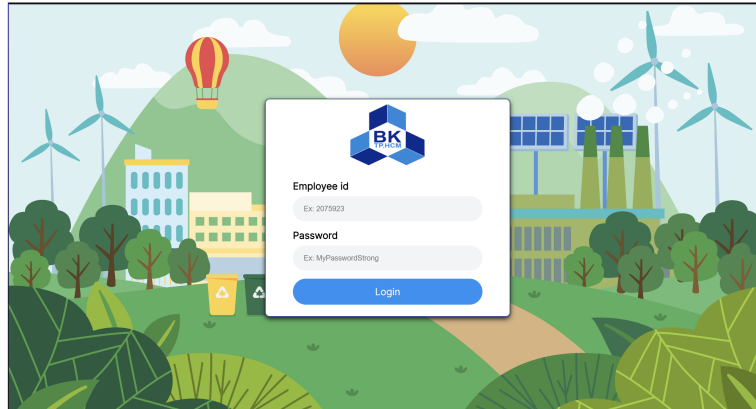 BK
TP.HCM
Employee id
Ex: 2075923
Password
Ex: MyPasswordStrong
Login